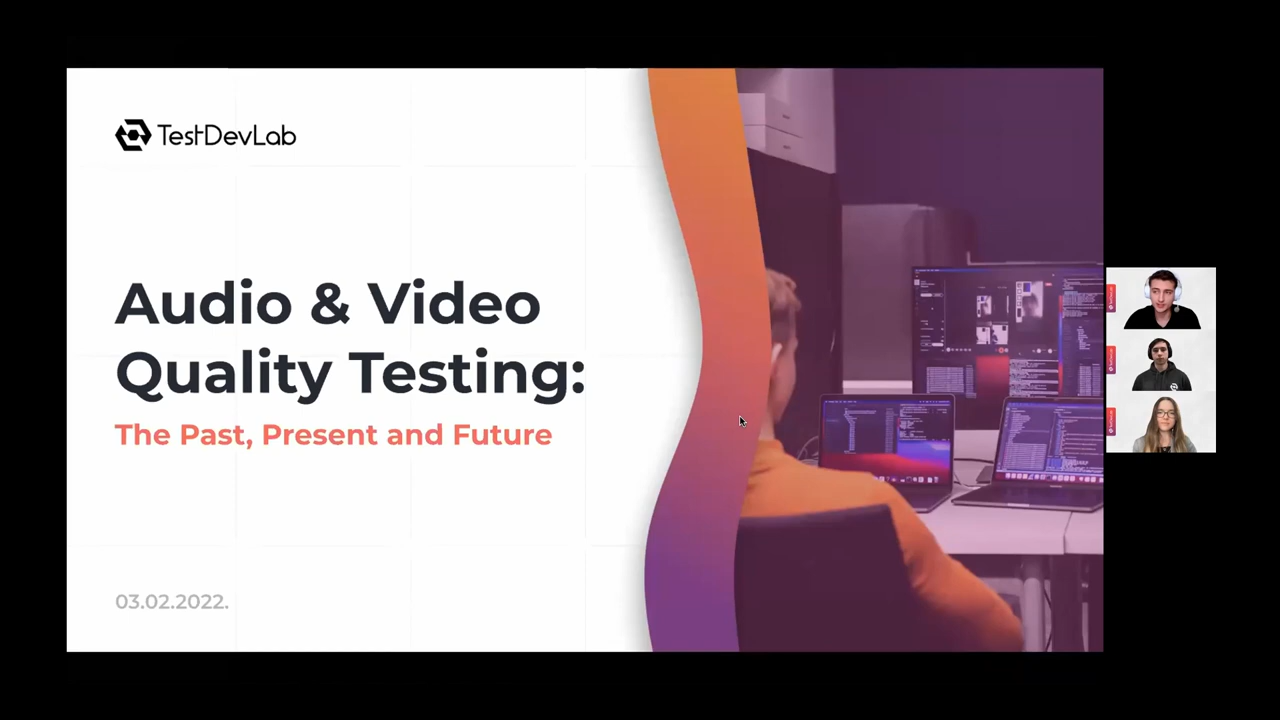 TestDevLab
Audio & Video
Quality Testing:
The Past, Present and Future
03.02.2022.